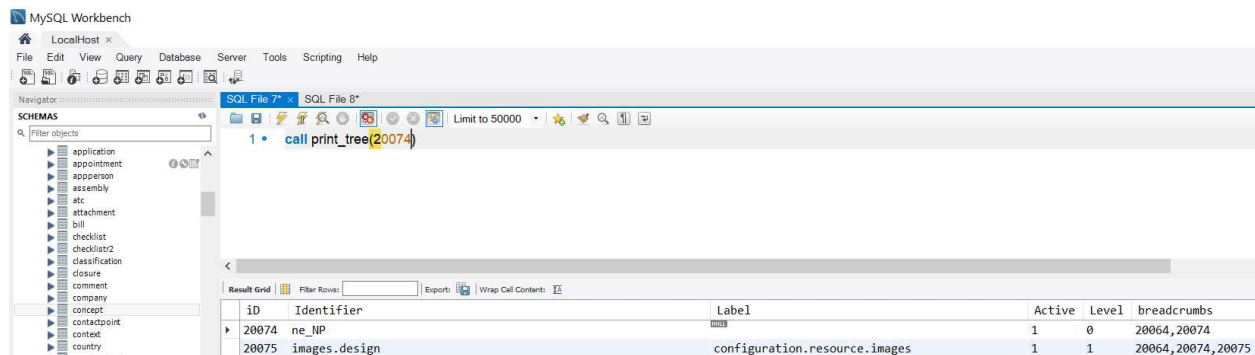 MySQL Workbench
LocalHost ×
File Edit View Query Database Server Tools Scripting Help
Navigator
SCHEMAS
Filter objects
application
appointment
appperson
assembly
atc
attachment
bill
checklist
checklistr2
classification
closure
comment
company
concept
contactpoint
context
country
SQL File 7* × SQL File 8*
Limit to 50000
1 call print_tree(20074)
Result Grid Filter Rows: Export: Wrap Cell Content:
iD Identifier Label Active Level breadcrumbs
20074 ne_NP NULL 1 0 20064,20074
20075 images.design configuration.resource.images 1 1 20064,20074,20075